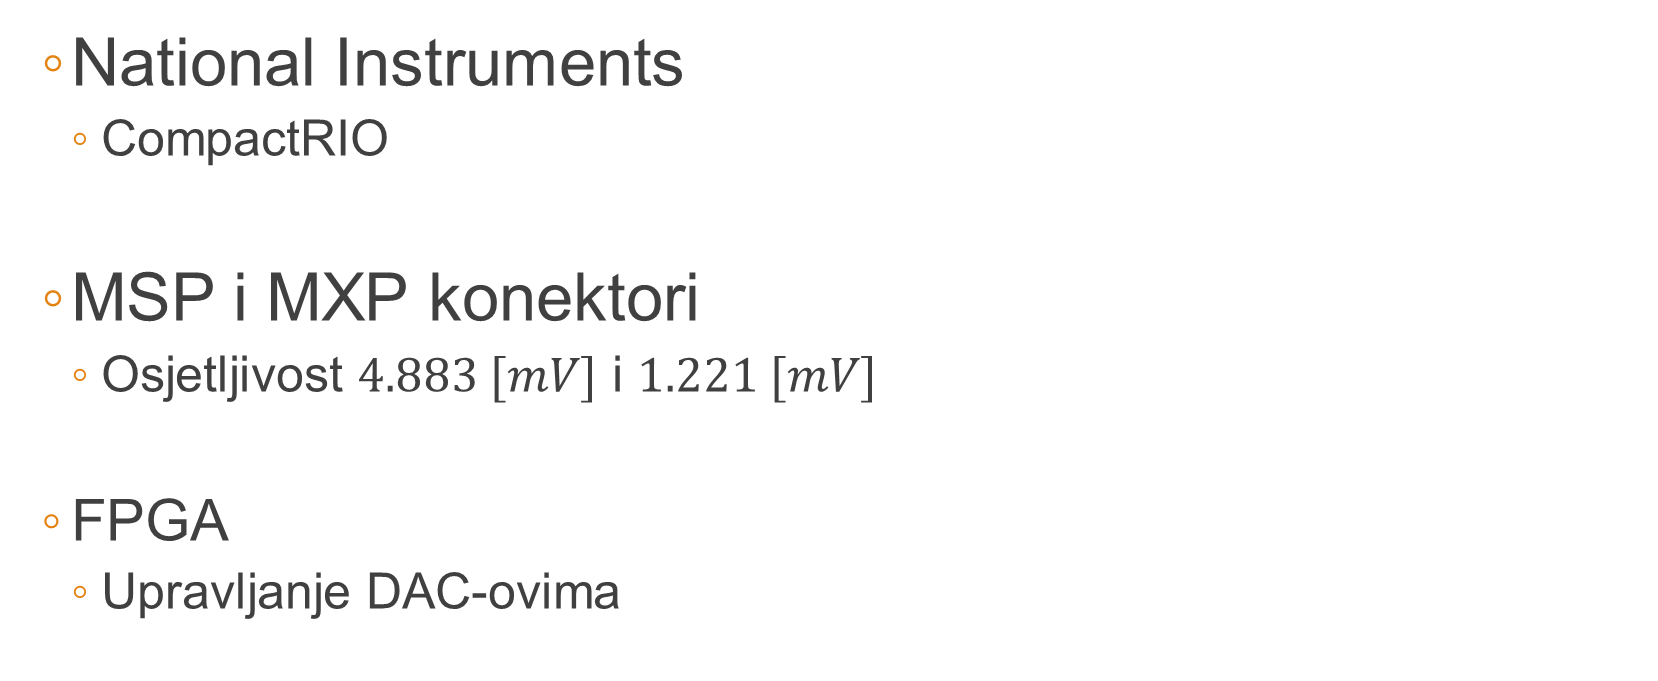 ◦ National Instruments
◦ CompactRIO
◦ MSP i MXP konektori
◦ Osjetljivost 4.883 [mV] i 1.221 [mV]
◦ FPGA
◦ Upravljanje DAC-ovima